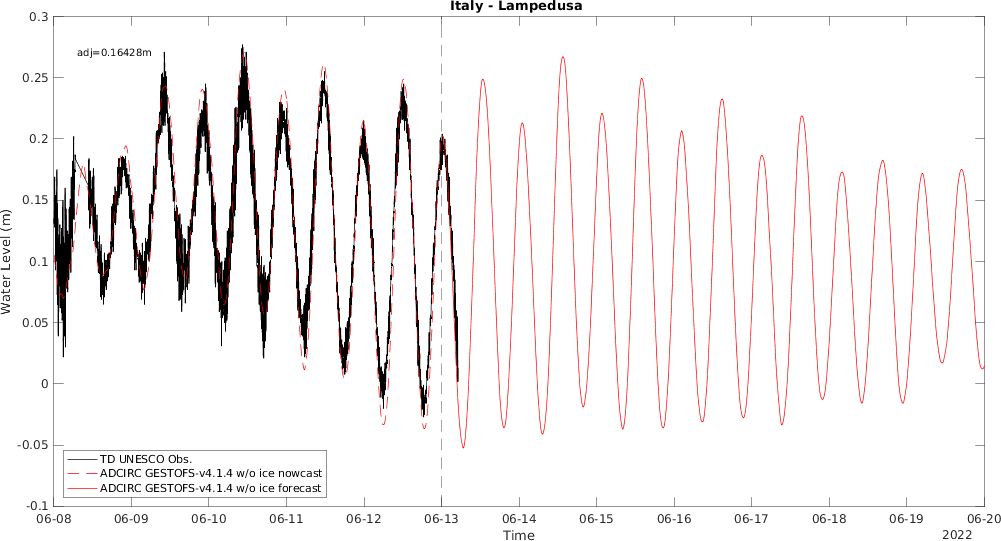 Italy - Lampedusa
0.3
adj=0.16428m
0.25
0.2
0.15
0.1
0.05
0
-0.05
-0.1
Water Level (m)
TD UNESCO Obs.
ADCIRC GESTOFS-v4.1.4 w/o ice nowcast
ADCIRC GESTOFS-v4.1.4 w/o ice forecast
06-08 06-09 06-10 06-11 06-12 06-13 06-14 06-15 06-16 06-17 06-18 06-19 06-20
Time
2022